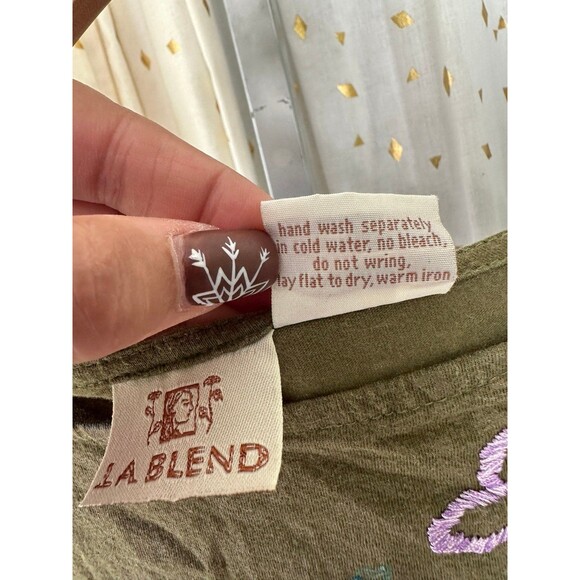 hand wash separately
in cold water, no bleach,
do not wring,
lay flat to dry, warm iron
LA BLEND